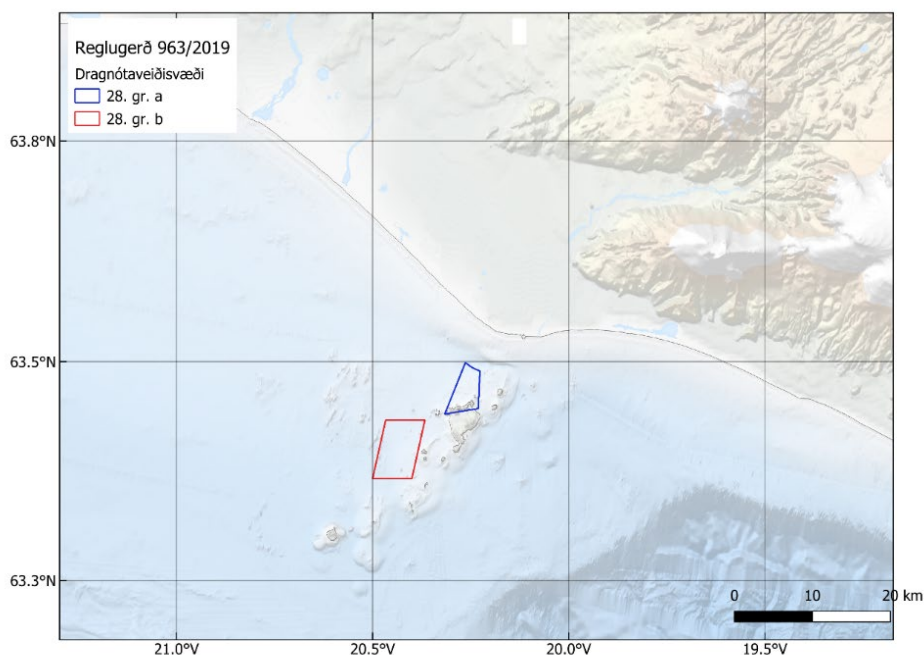 Reglugerð 963/2019
Dragnótaveiðisvæði
28. gr. a
28. gr. b
63.8°N
63.5°N
63.3°N
0 10 20 km
21.0°V 20.5°V 20.0°V 19.5°V